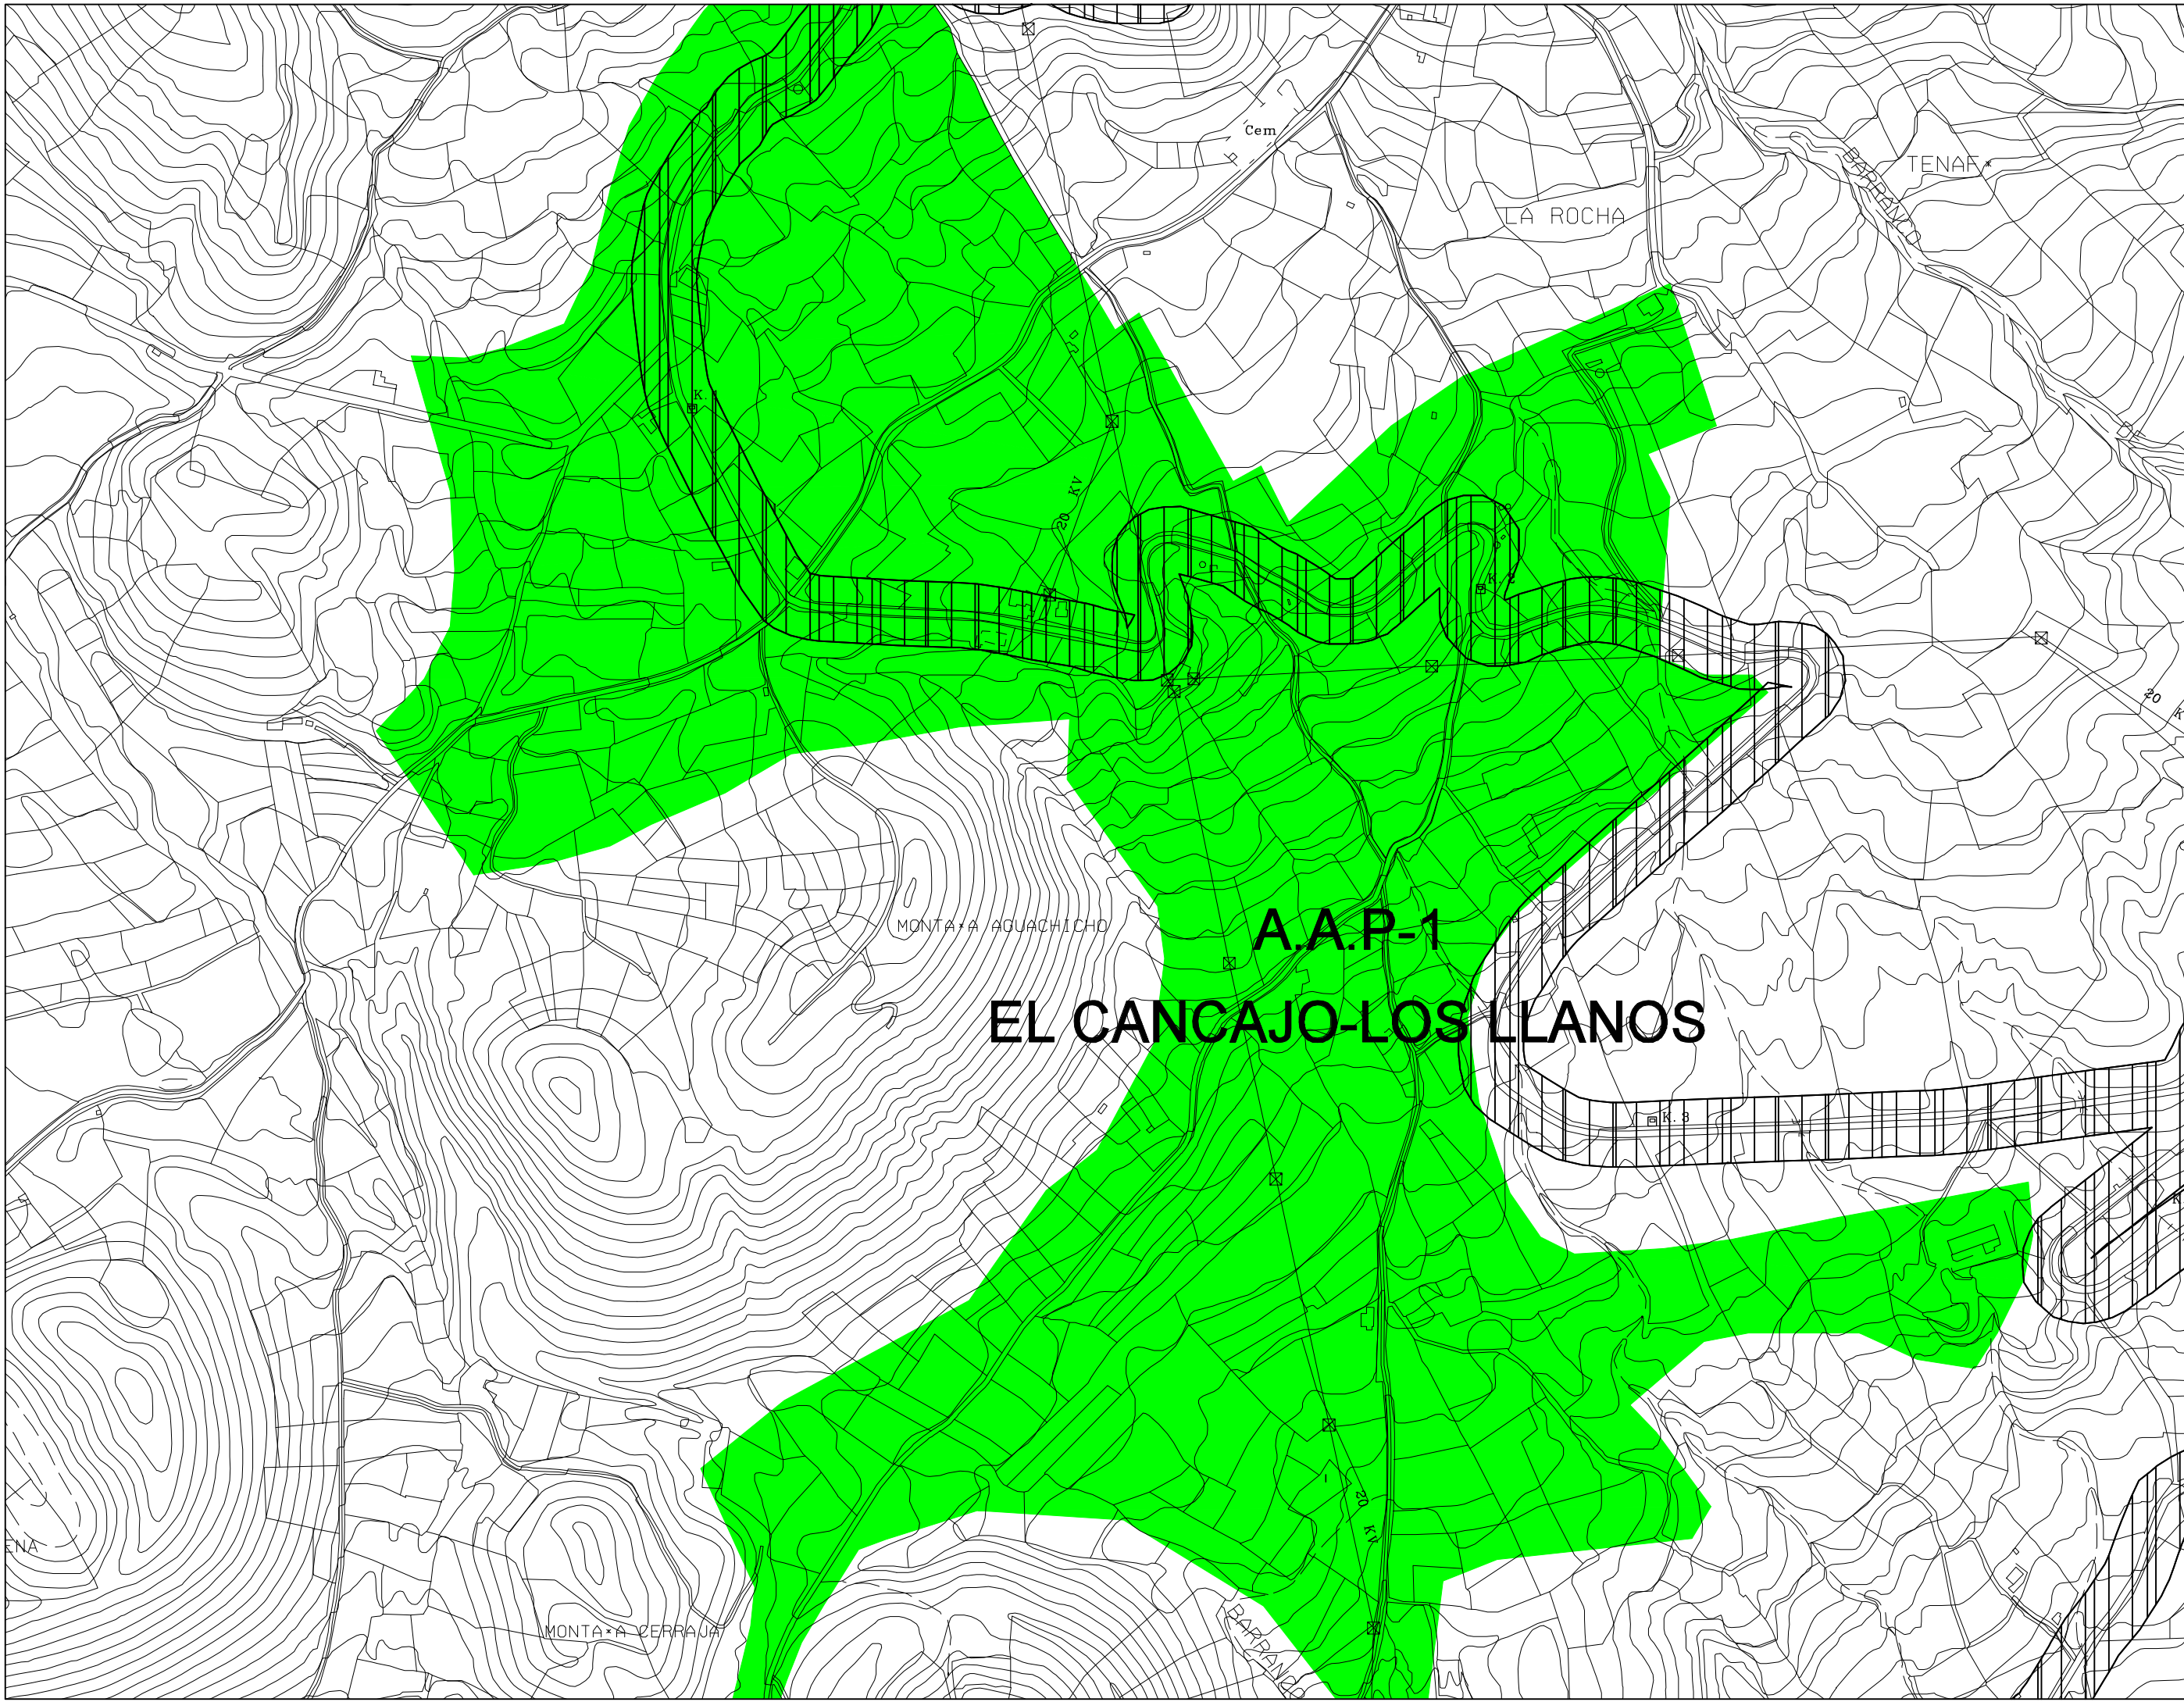 Cem
TENAF*
BARRANCO
LA ROCHA
K.
20 KV
K. 2
20 K
MONTA*A AGUACHICHO
A.A.P-1
EL CANCAJO-LOS LLANOS
K. 3
K
20 KV
ENA
MONTA*A CERRAJA
BARRANCO